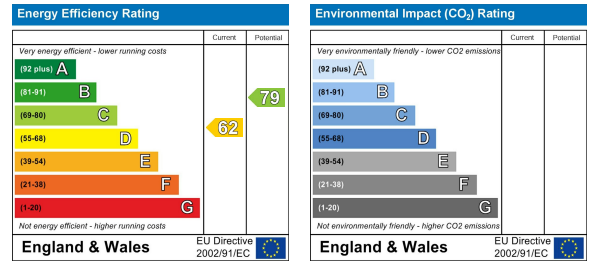 Energy Efficiency Rating
Current Potential
Very energy efficient - lower running costs
(92 plus) A
(81-91) B
(69-80) C
(55-68) D
(39-54) E
(21-38) F
(1-20) G
62
79
Not energy efficient - higher running costs
England & Wales
EU Directive
2002/91/EC
Environmental Impact (CO2) Rating
Current Potential
Very environmentally friendly - lower CO2 emissions
(92 plus) A
(81-91) B
(69-80) C
(55-68) D
(39-54) E
(21-38) F
(1-20) G
Not environmentally friendly - higher CO2 emissions
England & Wales
EU Directive
2002/91/EC